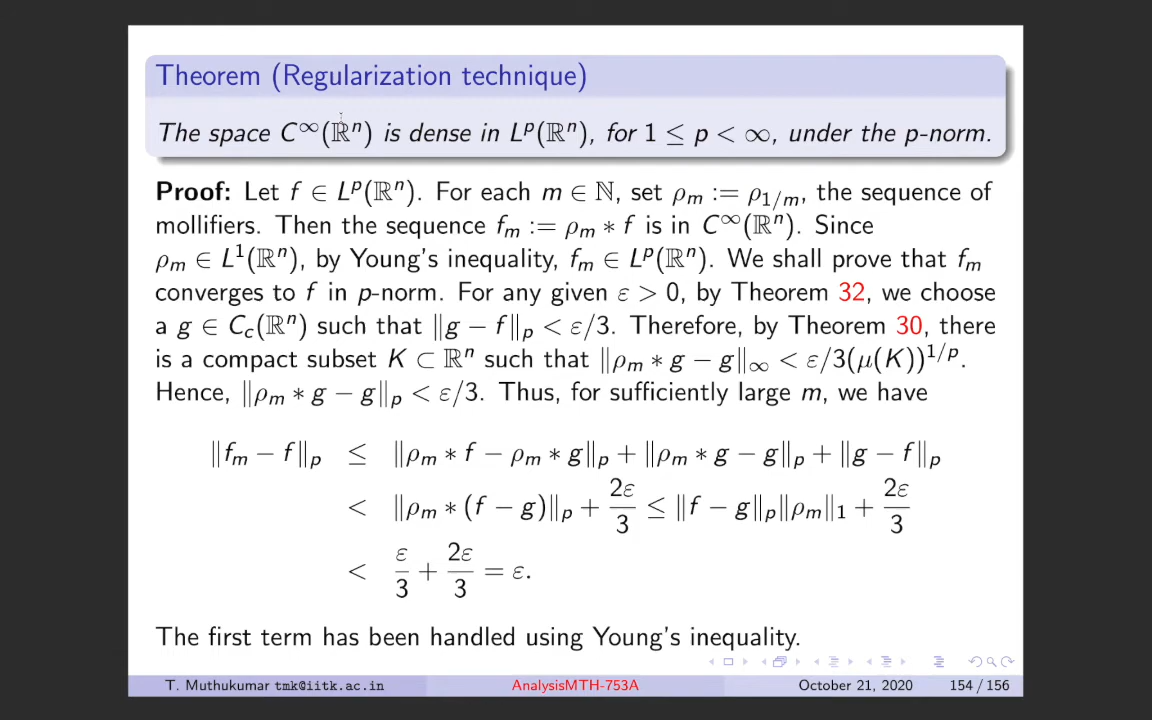 Theorem (Regularization technique)
The space C^∞(ℝ^n) is dense in L^p(ℝ^n), for 1 ≤ p < ∞, under the p-norm.
Proof: Let f ∈ L^p(ℝ^n). For each m ∈ ℕ, set ρ_m := ρ_{1/m}, the sequence of
mollifiers. Then the sequence f_m := ρ_m ∗ f is in C^∞(ℝ^n). Since
ρ_m ∈ L^1(ℝ^n), by Young's inequality, f_m ∈ L^p(ℝ^n). We shall prove that f_m
converges to f in p-norm. For any given ε > 0, by Theorem 32, we choose
a g ∈ C_c(ℝ^n) such that ‖g − f‖_p < ε/3. Therefore, by Theorem 30, there
is a compact subset K ⊂ ℝ^n such that ‖ρ_m ∗ g − g‖_∞ < ε/3(μ(K))^{1/p}.
Hence, ‖ρ_m ∗ g − g‖_p < ε/3. Thus, for sufficiently large m, we have
‖f_m − f‖_p ≤ ‖ρ_m ∗ f − ρ_m ∗ g‖_p + ‖ρ_m ∗ g − g‖_p + ‖g − f‖_p
< ‖ρ_m ∗ (f − g)‖_p + 2ε/3 ≤ ‖f − g‖_p‖ρ_m‖_1 + 2ε/3
< ε/3 + 2ε/3 = ε.
The first term has been handled using Young's inequality.
T. Muthukumar tmk@iitk.ac.in AnalysisMTH-753A October 21, 2020 154 / 156